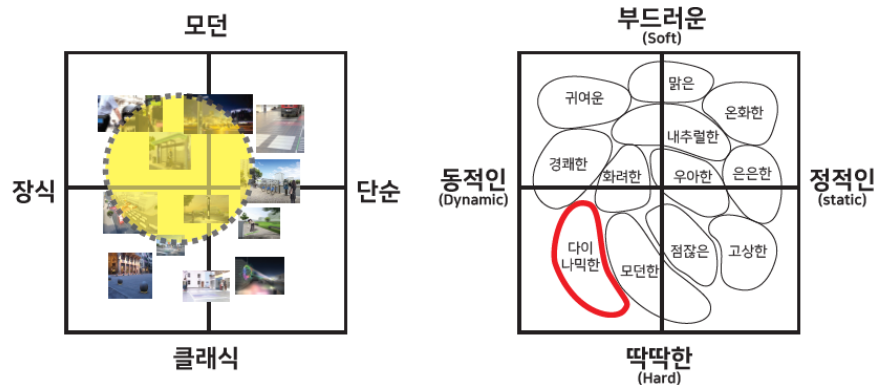 모던
장식
단순
클래식
부드러운
(Soft)
맑은
귀여운
온화한
내추럴한
경쾌한
화려한
우아한
은은한
동적인
(Dynamic)
정적인
(static)
다이
나믹한
모던한
점잖은
고상한
딱딱한
(Hard)